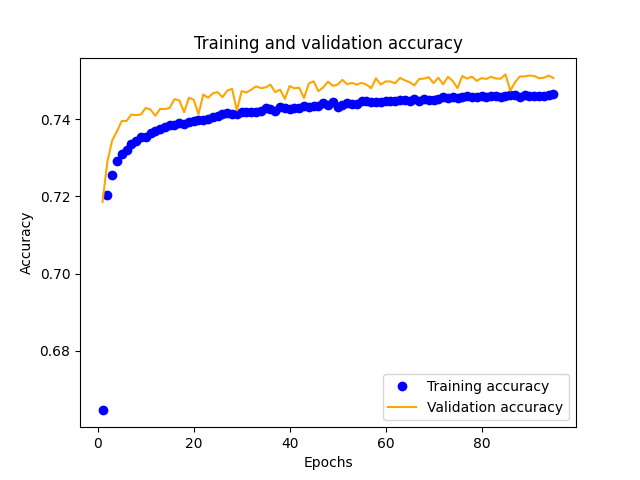 Training and validation accuracy
Accuracy
0.74
0.72
0.70
0.68
0 20 40 60 80
Epochs
Training accuracy
Validation accuracy